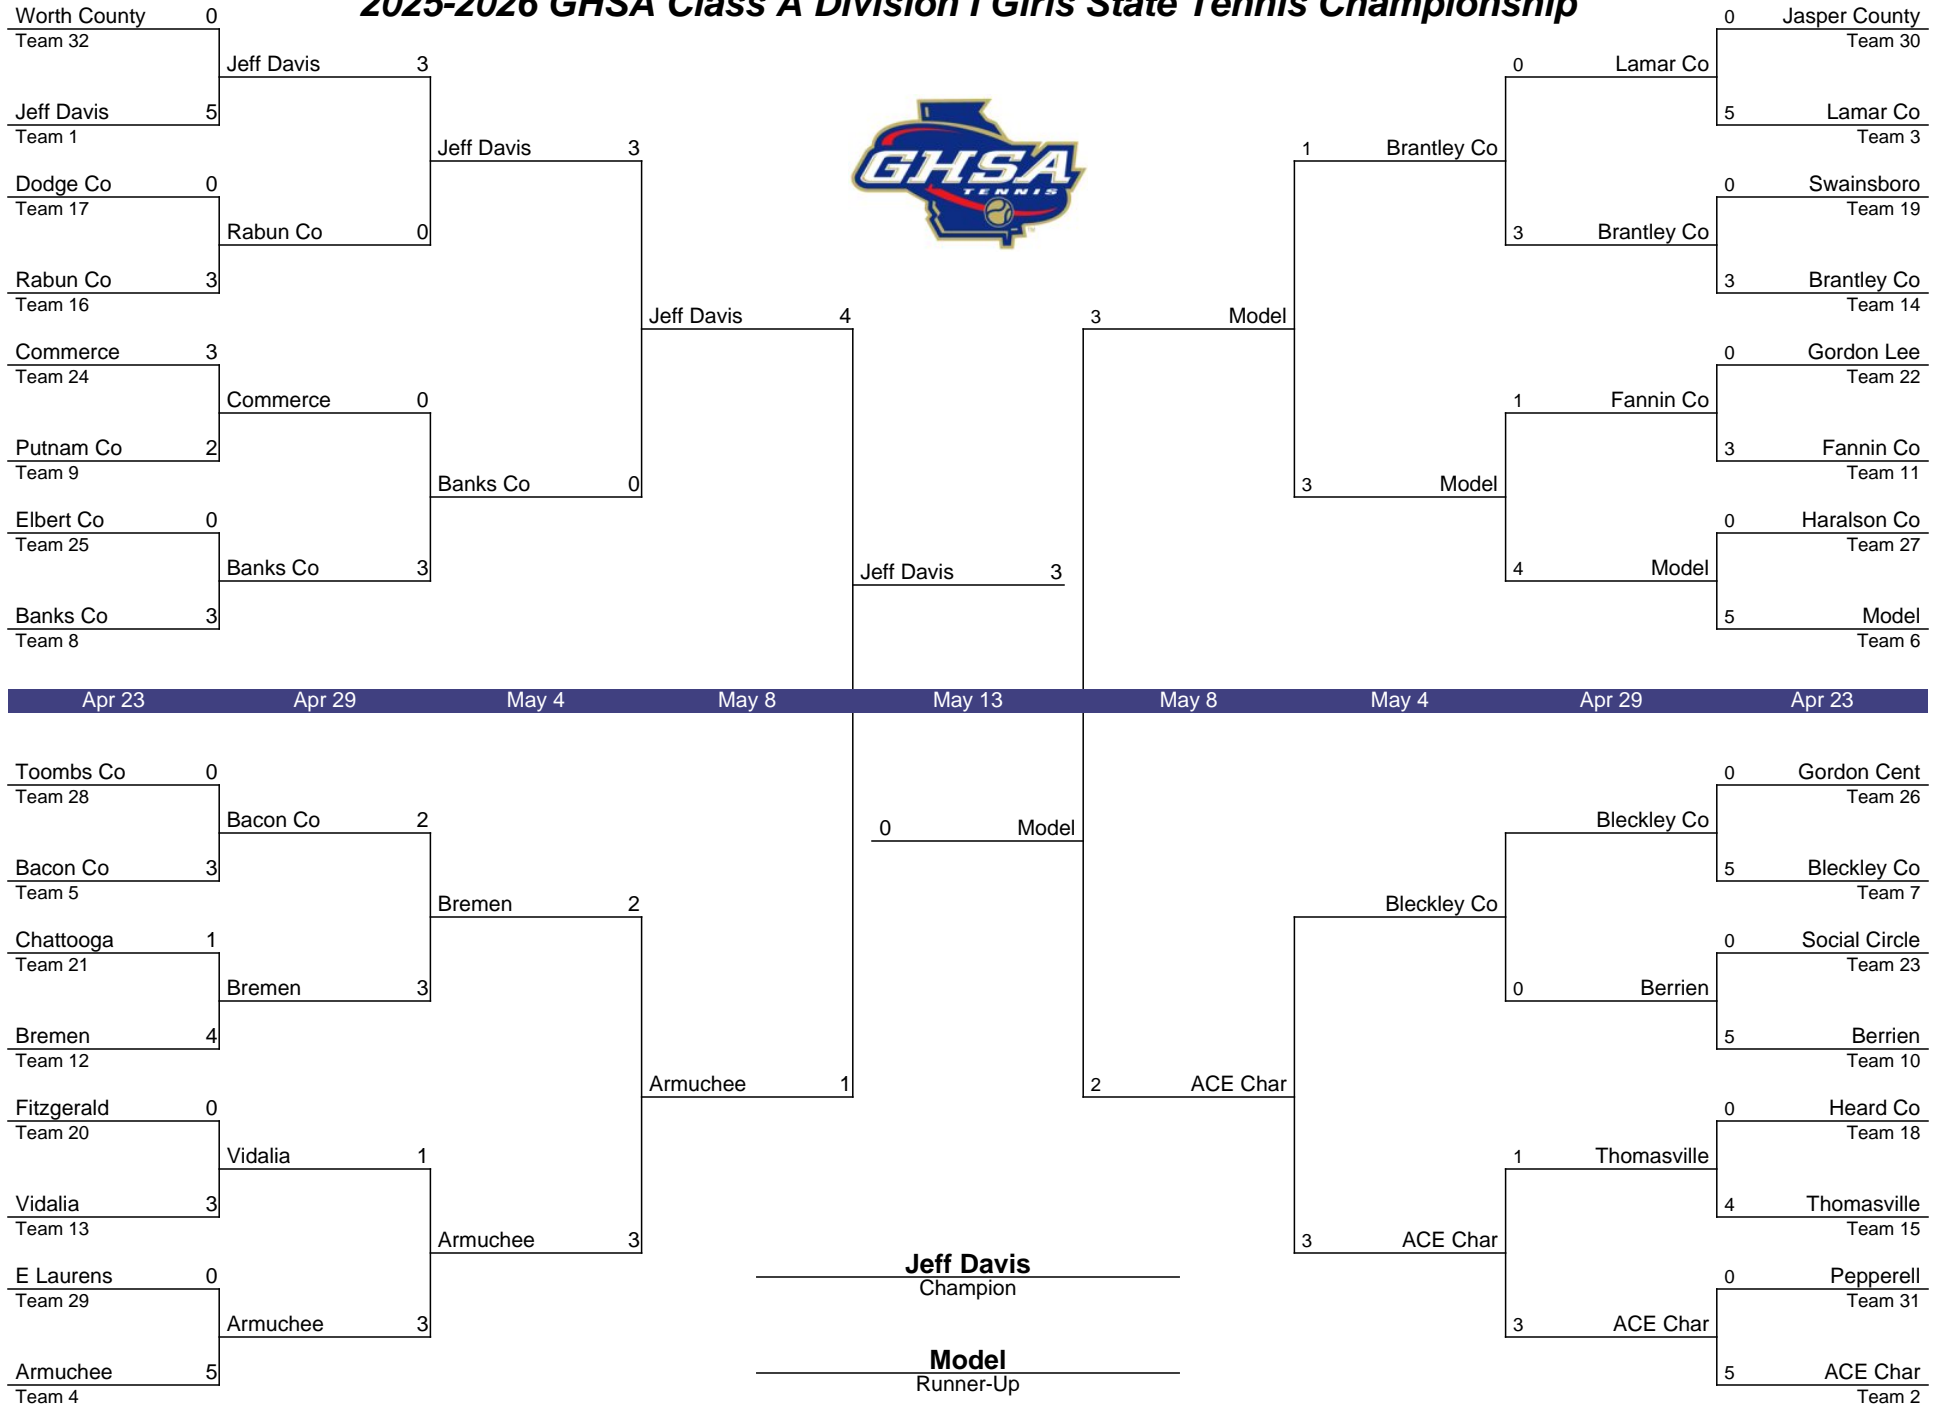 2025-2026 GHSA Class A Division I Girls State Tennis Championship
Worth County 0
Team 32
Jeff Davis 5
Team 1
Dodge Co 0
Team 17
Rabun Co 3
Team 16
Commerce 3
Team 24
Putnam Co 2
Team 9
Elbert Co 0
Team 25
Banks Co 3
Team 8
Jeff Davis 3
Rabun Co 0
Commerce 0
Banks Co 3
Jeff Davis 3
Banks Co 0
Jeff Davis 4
Jeff Davis 3
GHSA
TENNIS
3 Model
1 Brantley Co
3 Model
0 Lamar Co
3 Brantley Co
1 Fannin Co
4 Model
0 Jasper County
Team 30
5 Lamar Co
Team 3
0 Swainsboro
Team 19
3 Brantley Co
Team 14
0 Gordon Lee
Team 22
3 Fannin Co
Team 11
0 Haralson Co
Team 27
5 Model
Team 6
Apr 23 Apr 29 May 4 May 8 May 13 May 8 May 4 Apr 29 Apr 23
Toombs Co 0
Team 28
Bacon Co 3
Team 5
Chattooga 1
Team 21
Bremen 4
Team 12
Fitzgerald 0
Team 20
Vidalia 3
Team 13
E Laurens 0
Team 29
Armuchee 5
Team 4
Bacon Co 2
Bremen 3
Vidalia 1
Armuchee 3
Bremen 2
Armuchee 3
Armuchee 1
0 Model
2 ACE Char
Bleckley Co
3 ACE Char
Bleckley Co
0 Berrien
1 Thomasville
3 ACE Char
0 Gordon Cent
Team 26
5 Bleckley Co
Team 7
0 Social Circle
Team 23
5 Berrien
Team 10
0 Heard Co
Team 18
4 Thomasville
Team 15
0 Pepperell
Team 31
5 ACE Char
Team 2
Jeff Davis
Champion
Model
Runner-Up